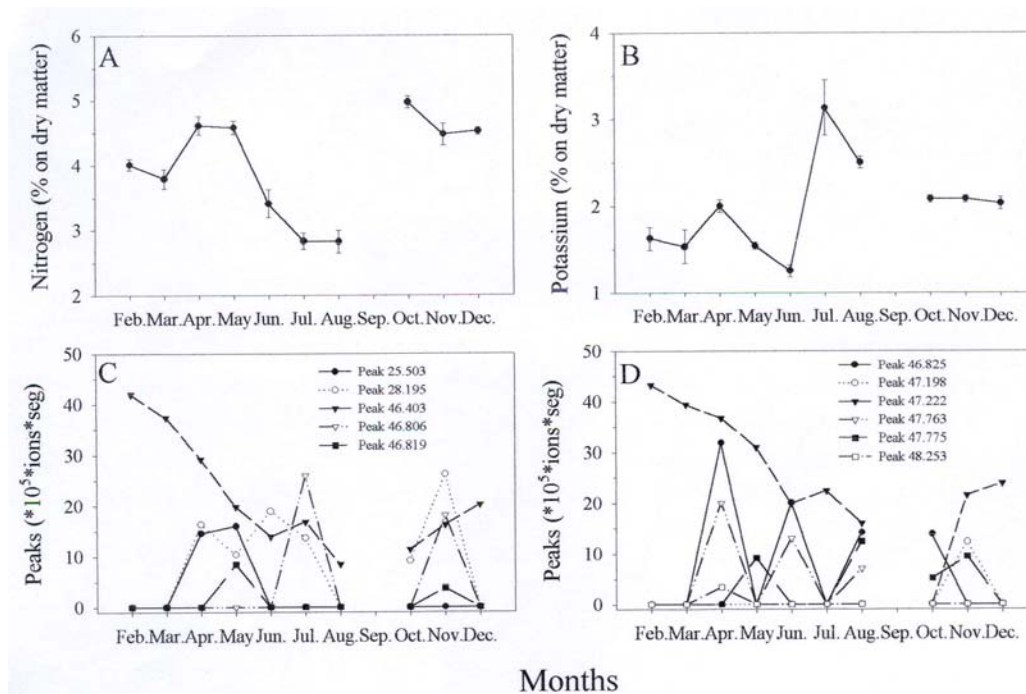 A
Nitrogen (% on dry matter)
6
5
4
3
2
Feb.Mar.Apr.May Jun. Jul. Aug. Sep. Oct. Nov.Dec.
B
Potassium (% on dry matter)
4
3
2
1
Feb.Mar.Apr.May Jun. Jul. Aug. Sep. Oct. Nov.Dec.
C
Peaks (*10⁵*ions*seg)
50
40
30
20
10
0
Peak 25.503
Peak 28.195
Peak 46.403
Peak 46.806
Peak 46.819
Feb.Mar.Apr. May Jun. Jul. Aug. Sep. Oct. Nov.Dec.
D
Peaks (*10⁵*ions*seg)
50
40
30
20
10
0
Peak 46.825
Peak 47.198
Peak 47.222
Peak 47.763
Peak 47.775
Peak 48.253
Feb.Mar.Apr. May Jun. Jul. Aug. Sep. Oct. Nov.Dec.
Months